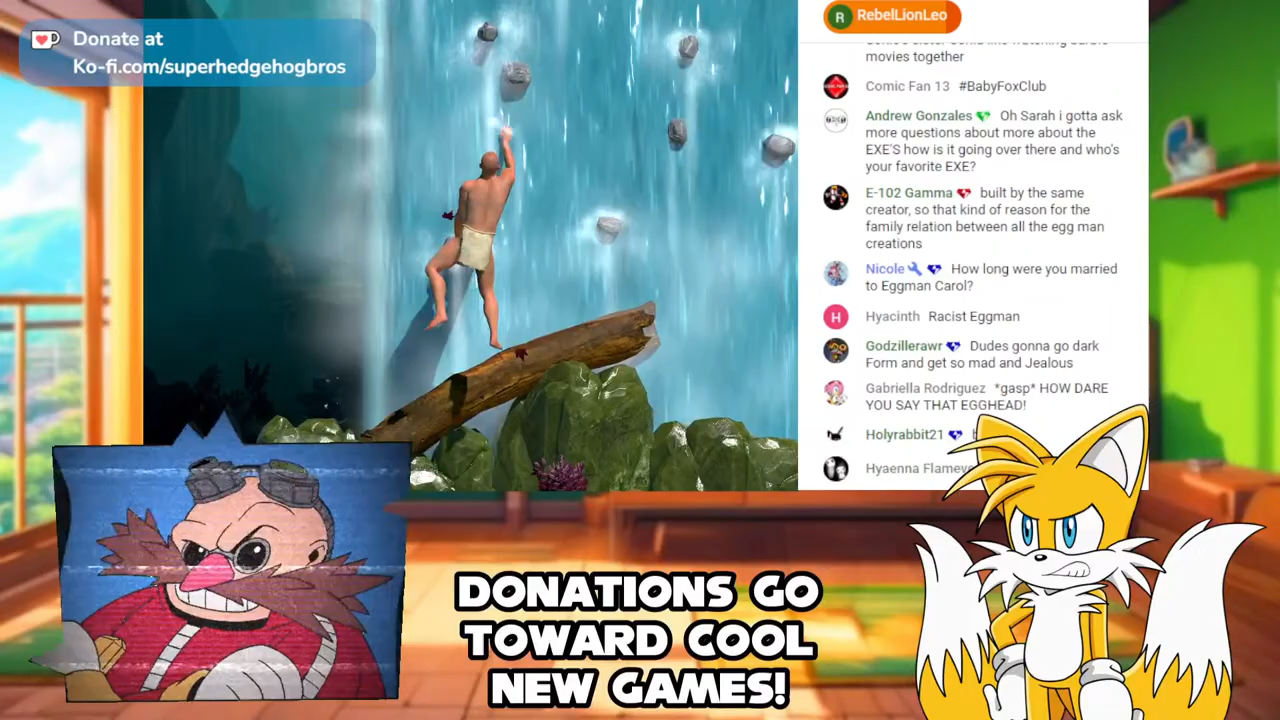 Donate at
Ko-fi.com/superhedgehogbros
R RebelLionLeo
movies together
Comic Fan 13 #BabyFoxClub
Andrew Gonzales Oh Sarah i gotta ask
more questions about more about the
EXE'S how is it going over there and who's
your favorite EXE?
E-102 Gamma built by the same
creator, so that kind of reason for the
family relation between all the egg man
creations
Nicole How long were you married
to Eggman Carol?
H Hyacinth Racist Eggman
Godzillerawr Dudes gonna go dark
Form and get so mad and Jealous
Gabriella Rodriguez *gasp* HOW DARE
YOU SAY THAT EGGHEAD!
Holyrabbit21
Hyaenna
DONATIONS GO
TOWARD COOL
NEW GAMES!